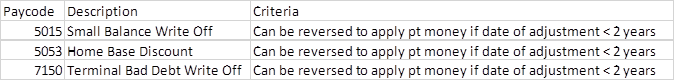 Paycode Description Criteria
5015 Small Balance Write Off Can be reversed to apply pt money if date of adjustment < 2 years
5053 Home Base Discount Can be reversed to apply pt money if date of adjustment < 2 years
7150 Terminal Bad Debt Write Off Can be reversed to apply pt money if date of adjustment < 2 years